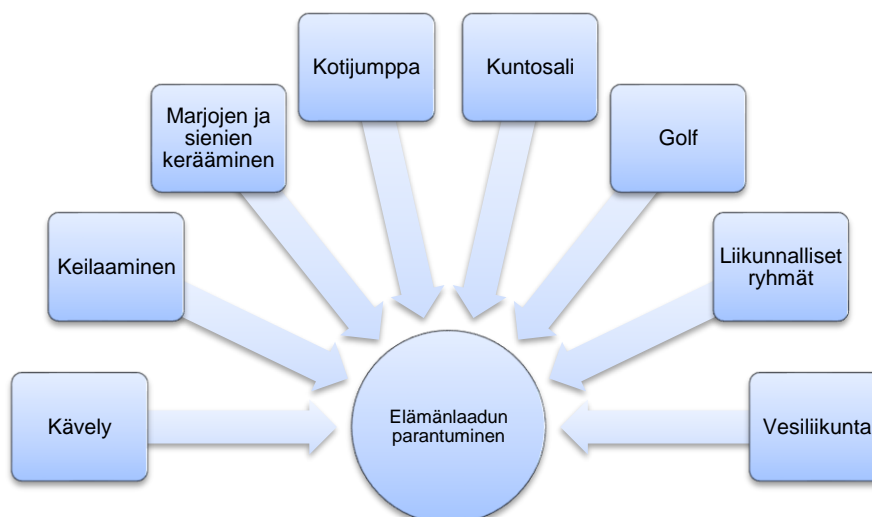 Kotijumppa
Kuntosali
Marjojen ja
sienien
kerääminen
Golf
Keilaaminen
Liikunnalliset
ryhmät
Kävely
Elämänlaadun
parantuminen
Vesiliikunta